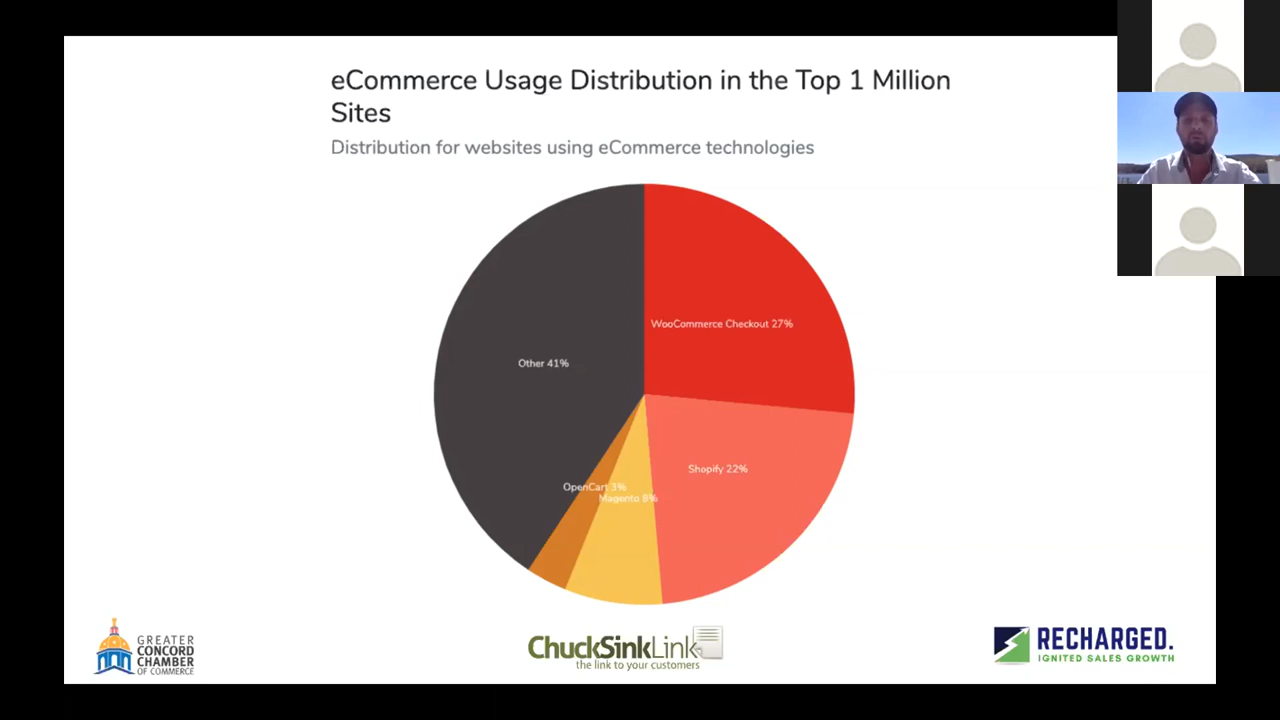 eCommerce Usage Distribution in the Top 1 Million
Sites
Distribution for websites using eCommerce technologies
WooCommerce Checkout 27%
Other 41%
Shopify 22%
OpenCart 3%
Magento 8%
GREATER
CONCORD
CHAMBER
OF COMMERCE
ChuckSinkLink
the link to your customers
RECHARGED.
IGNITED SALES GROWTH